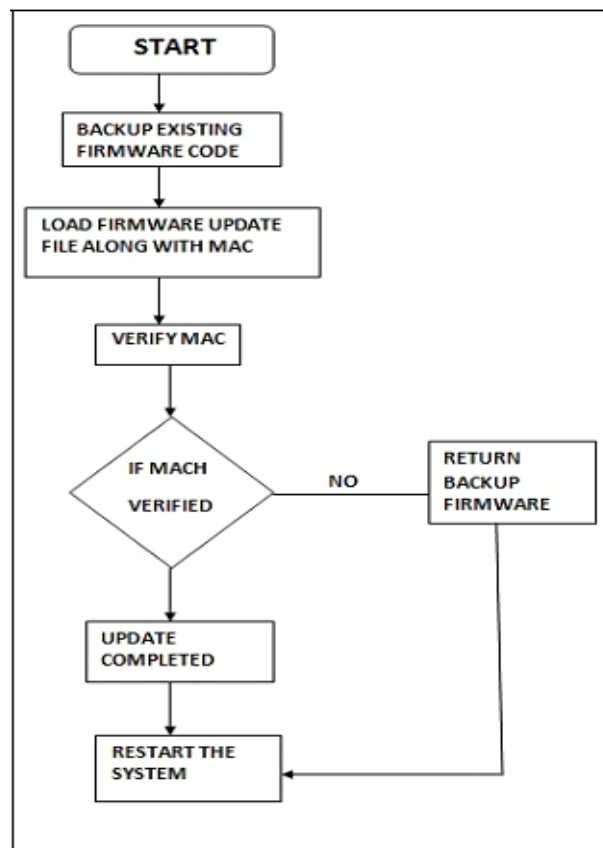 START
BACKUP EXISTING
FIRMWARE CODE
LOAD FIRMWARE UPDATE
FILE ALONG WITH MAC
VERIFY MAC
IF MACH
VERIFIED
NO
RETURN
BACKUP
FIRMWARE
UPDATE
COMPLETED
RESTART THE
SYSTEM